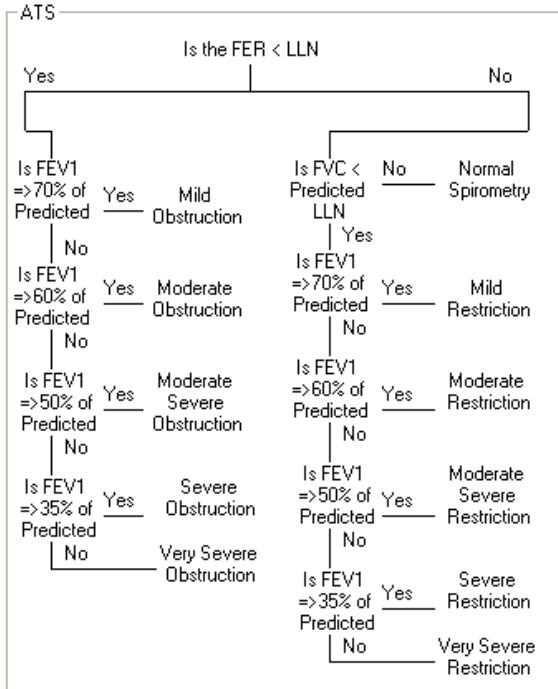 ATS
Is the FER < LLN
Yes
No
Is FEV1
=>70% of
Predicted
Yes
Mild
Obstruction
No
Is FEV1
=>60% of
Predicted
Yes
Moderate
Obstruction
No
Is FEV1
=>50% of
Predicted
Yes
Moderate
Severe
Obstruction
No
Is FEV1
=>35% of
Predicted
Yes
Severe
Obstruction
No
Very Severe
Obstruction
Is FVC <
Predicted
LLN
No
Normal
Spirometry
Yes
Is FEV1
=>70% of
Predicted
Yes
Mild
Restriction
No
Is FEV1
=>60% of
Predicted
Yes
Moderate
Restriction
No
Is FEV1
=>50% of
Predicted
Yes
Moderate
Severe
Restriction
No
Is FEV1
=>35% of
Predicted
Yes
Severe
Restriction
No
Very Severe
Restriction